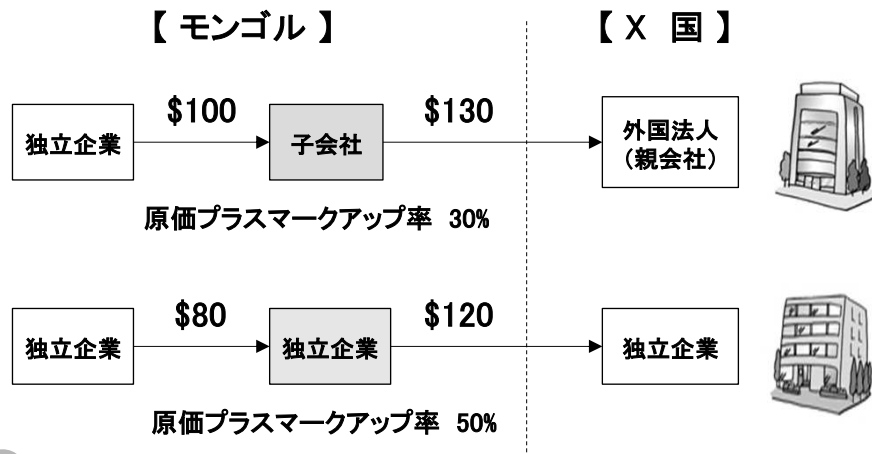 【 モンゴル 】
【 X 国 】
独立企業
$100
子会社
$130
外国法人
（親会社）
原価プラスマークアップ率 30%
独立企業
$80
独立企業
$120
独立企業
原価プラスマークアップ率 50%